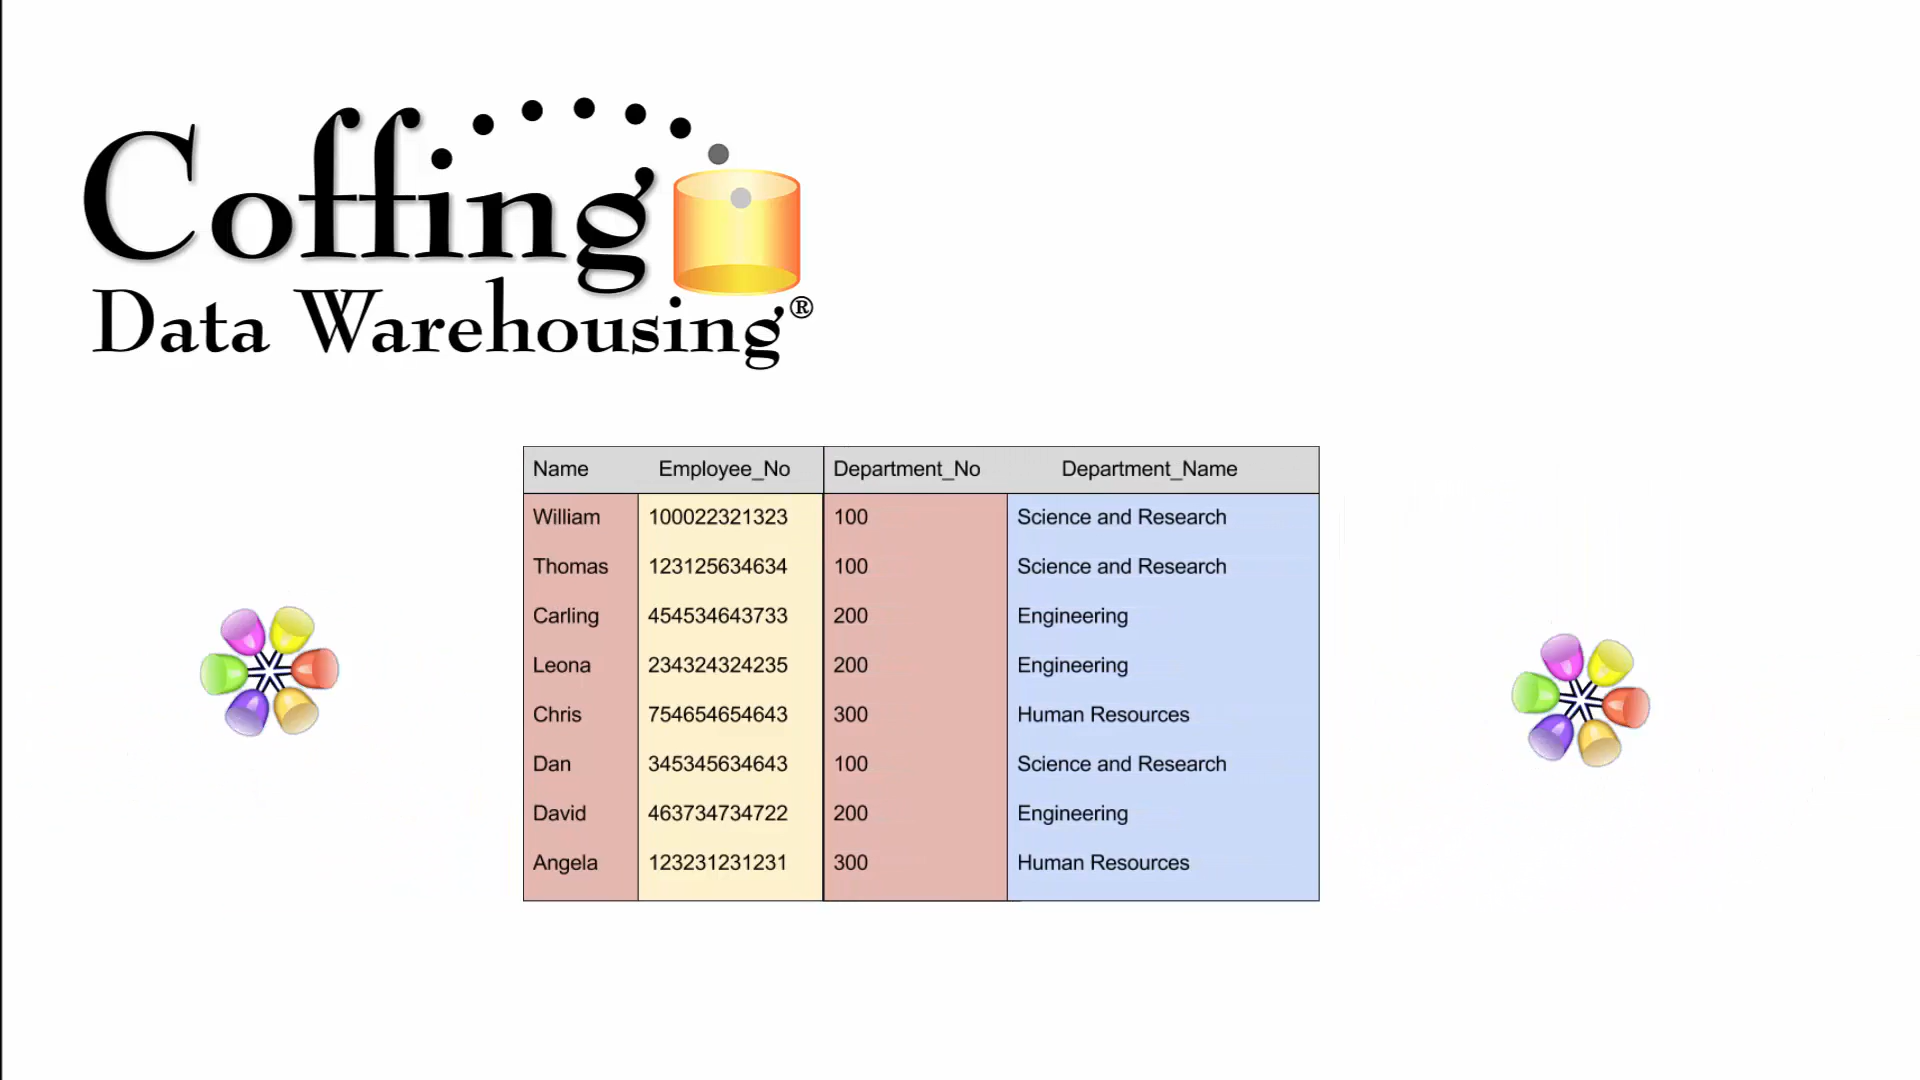 Coffing
Data Warehousing®
Name Employee_No Department_No Department_Name
William 100022321323 100 Science and Research
Thomas 123125634634 100 Science and Research
Carling 454534643733 200 Engineering
Leona 234324324235 200 Engineering
Chris 754654654643 300 Human Resources
Dan 345345634643 100 Science and Research
David 463734734722 200 Engineering
Angela 123231231231 300 Human Resources